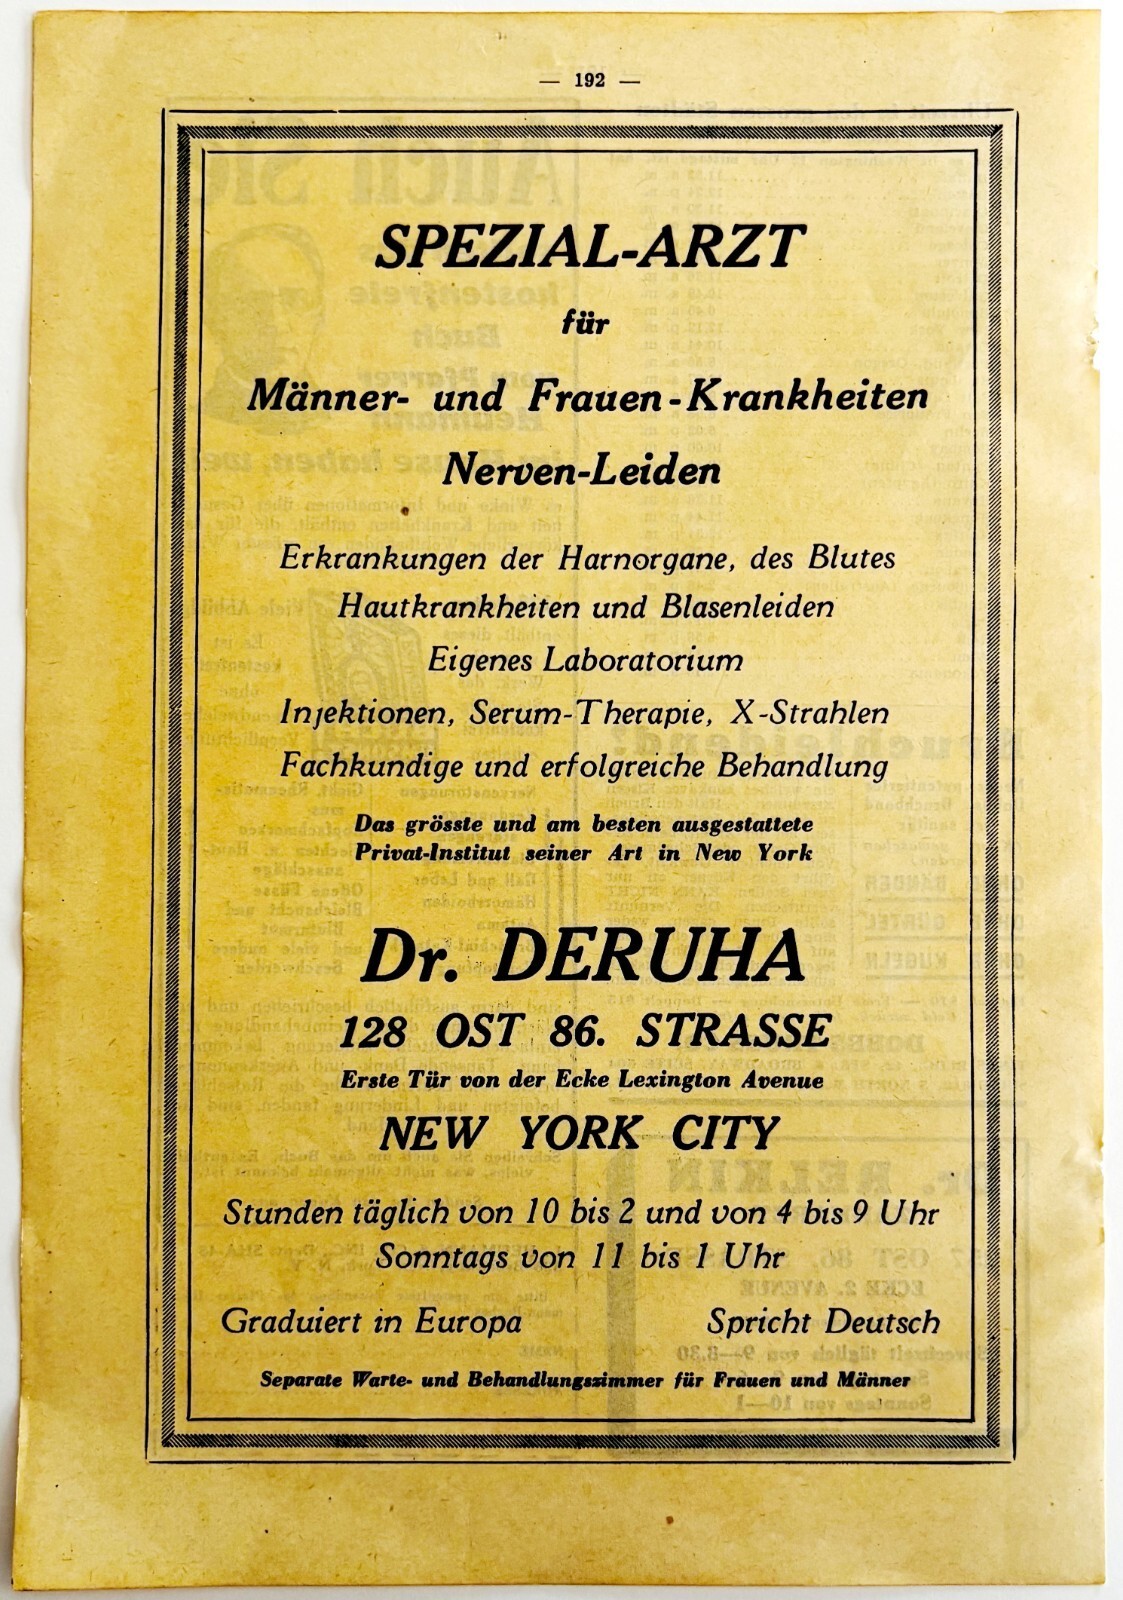 — 192 —
SPEZIAL-ARZT
für
Männer- und Frauen-Krankheiten
Nerven-Leiden
Erkrankungen der Harnorgane, des Blutes
Hautkrankheiten und Blasenleiden
Eigenes Laboratorium
Injektionen, Serum-Therapie, X-Strahlen
Fachkundige und erfolgreiche Behandlung
Das grösste und am besten ausgestattete
Privat-Institut seiner Art in New York
Dr. DERUHA
128 OST 86. STRASSE
Erste Tür von der Ecke Lexington Avenue
NEW YORK CITY
Stunden täglich von 10 bis 2 und von 4 bis 9 Uhr
Sonntags von 11 bis 1 Uhr
Graduiert in Europa Spricht Deutsch
Separate Warte- und Behandlungszimmer für Frauen und Männer